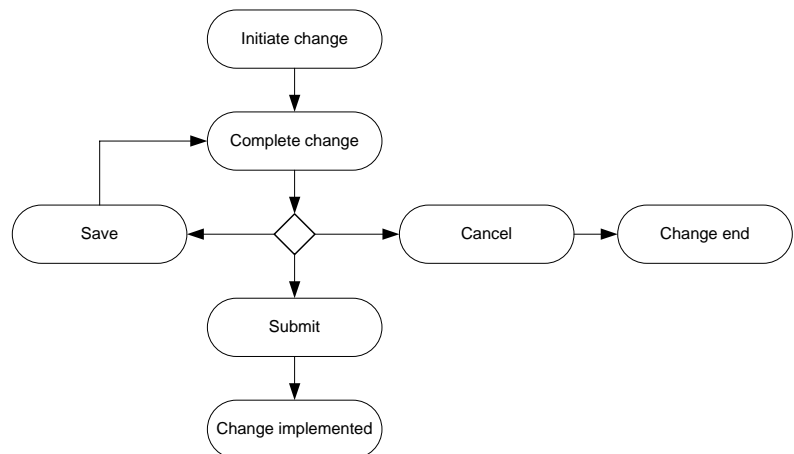 Initiate change
Complete change
Save
Cancel
Change end
Submit
Change implemented